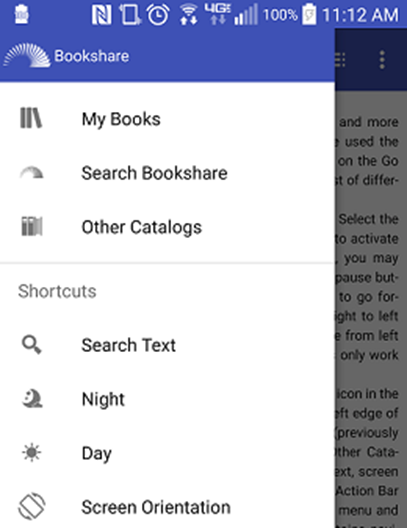 4G LTE 100% 11:12 AM
Bookshare
My Books
Search Bookshare
Other Catalogs
Shortcuts
Search Text
Night
Day
Screen Orientation
and more
used the
on the Go
st of differ-
Select the
to activate
, you may
pause but-
to go for-
ight to left
e from left
only work
icon in the
eft edge of
(previously
ther Cata-
ext, screen
Action Bar
menu and